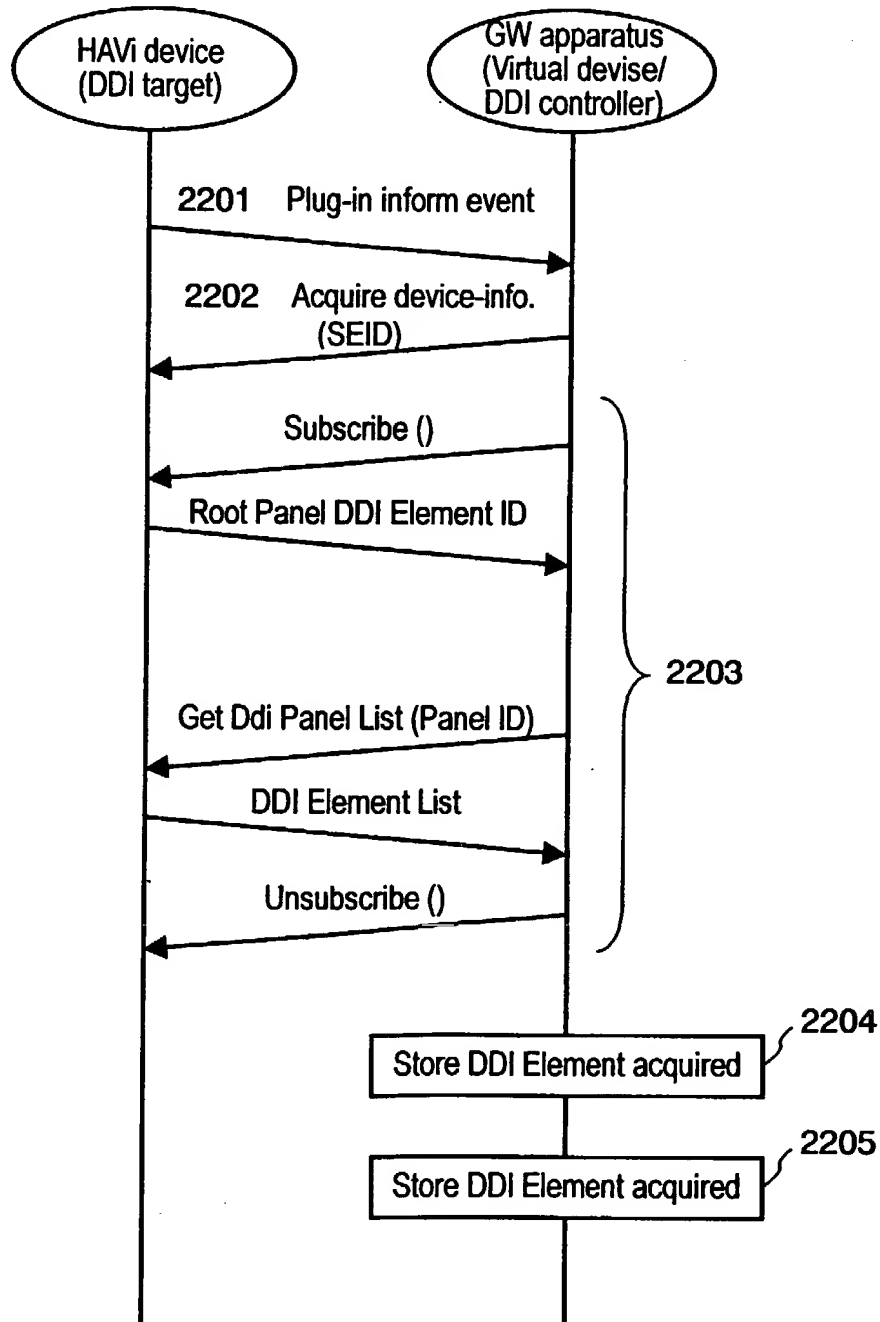 HAVi device
(DDI target)
GW apparatus
(Virtual devise/
DDI controller)
2201 Plug-in inform event
2202 Acquire device-info.
(SEID)
Subscribe ()
Root Panel DDI Element ID
2203
Get Ddi Panel List (Panel ID)
DDI Element List
Unsubscribe ()
2204
Store DDI Element acquired
2205
Store DDI Element acquired